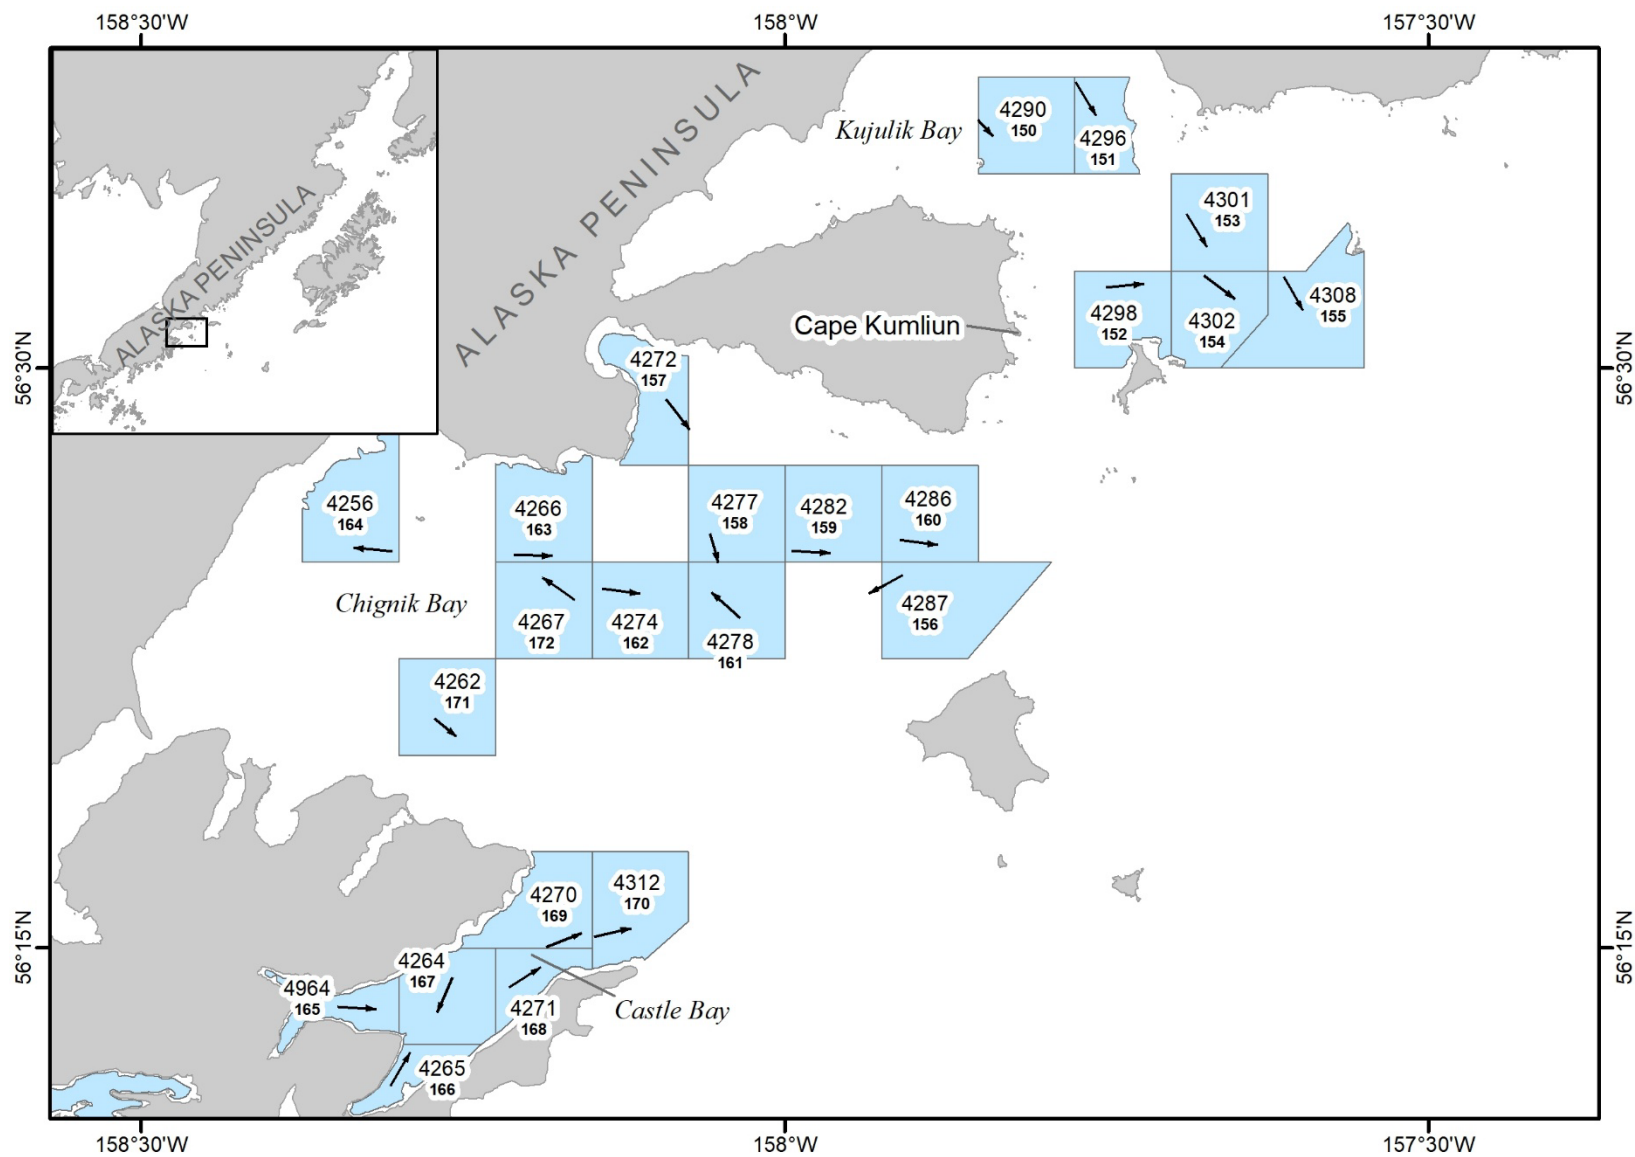 158°30'W
158°W
157°30'W
ALASKA PENINSULA
ALASKA PENINSULA
Kujulik Bay
4290
150
4296
151
4301
153
4298
152
4302
154
4308
155
Cape Kumliun
56°30'N
56°30'N
4272
157
4256
164
4266
163
4277
158
4282
159
4286
160
Chignik Bay
4267
172
4274
162
4278
161
4287
156
4262
171
4270
169
4312
170
56°15'N
56°15'N
4264
167
4964
165
4271
168
Castle Bay
4265
166
158°30'W
158°W
157°30'W